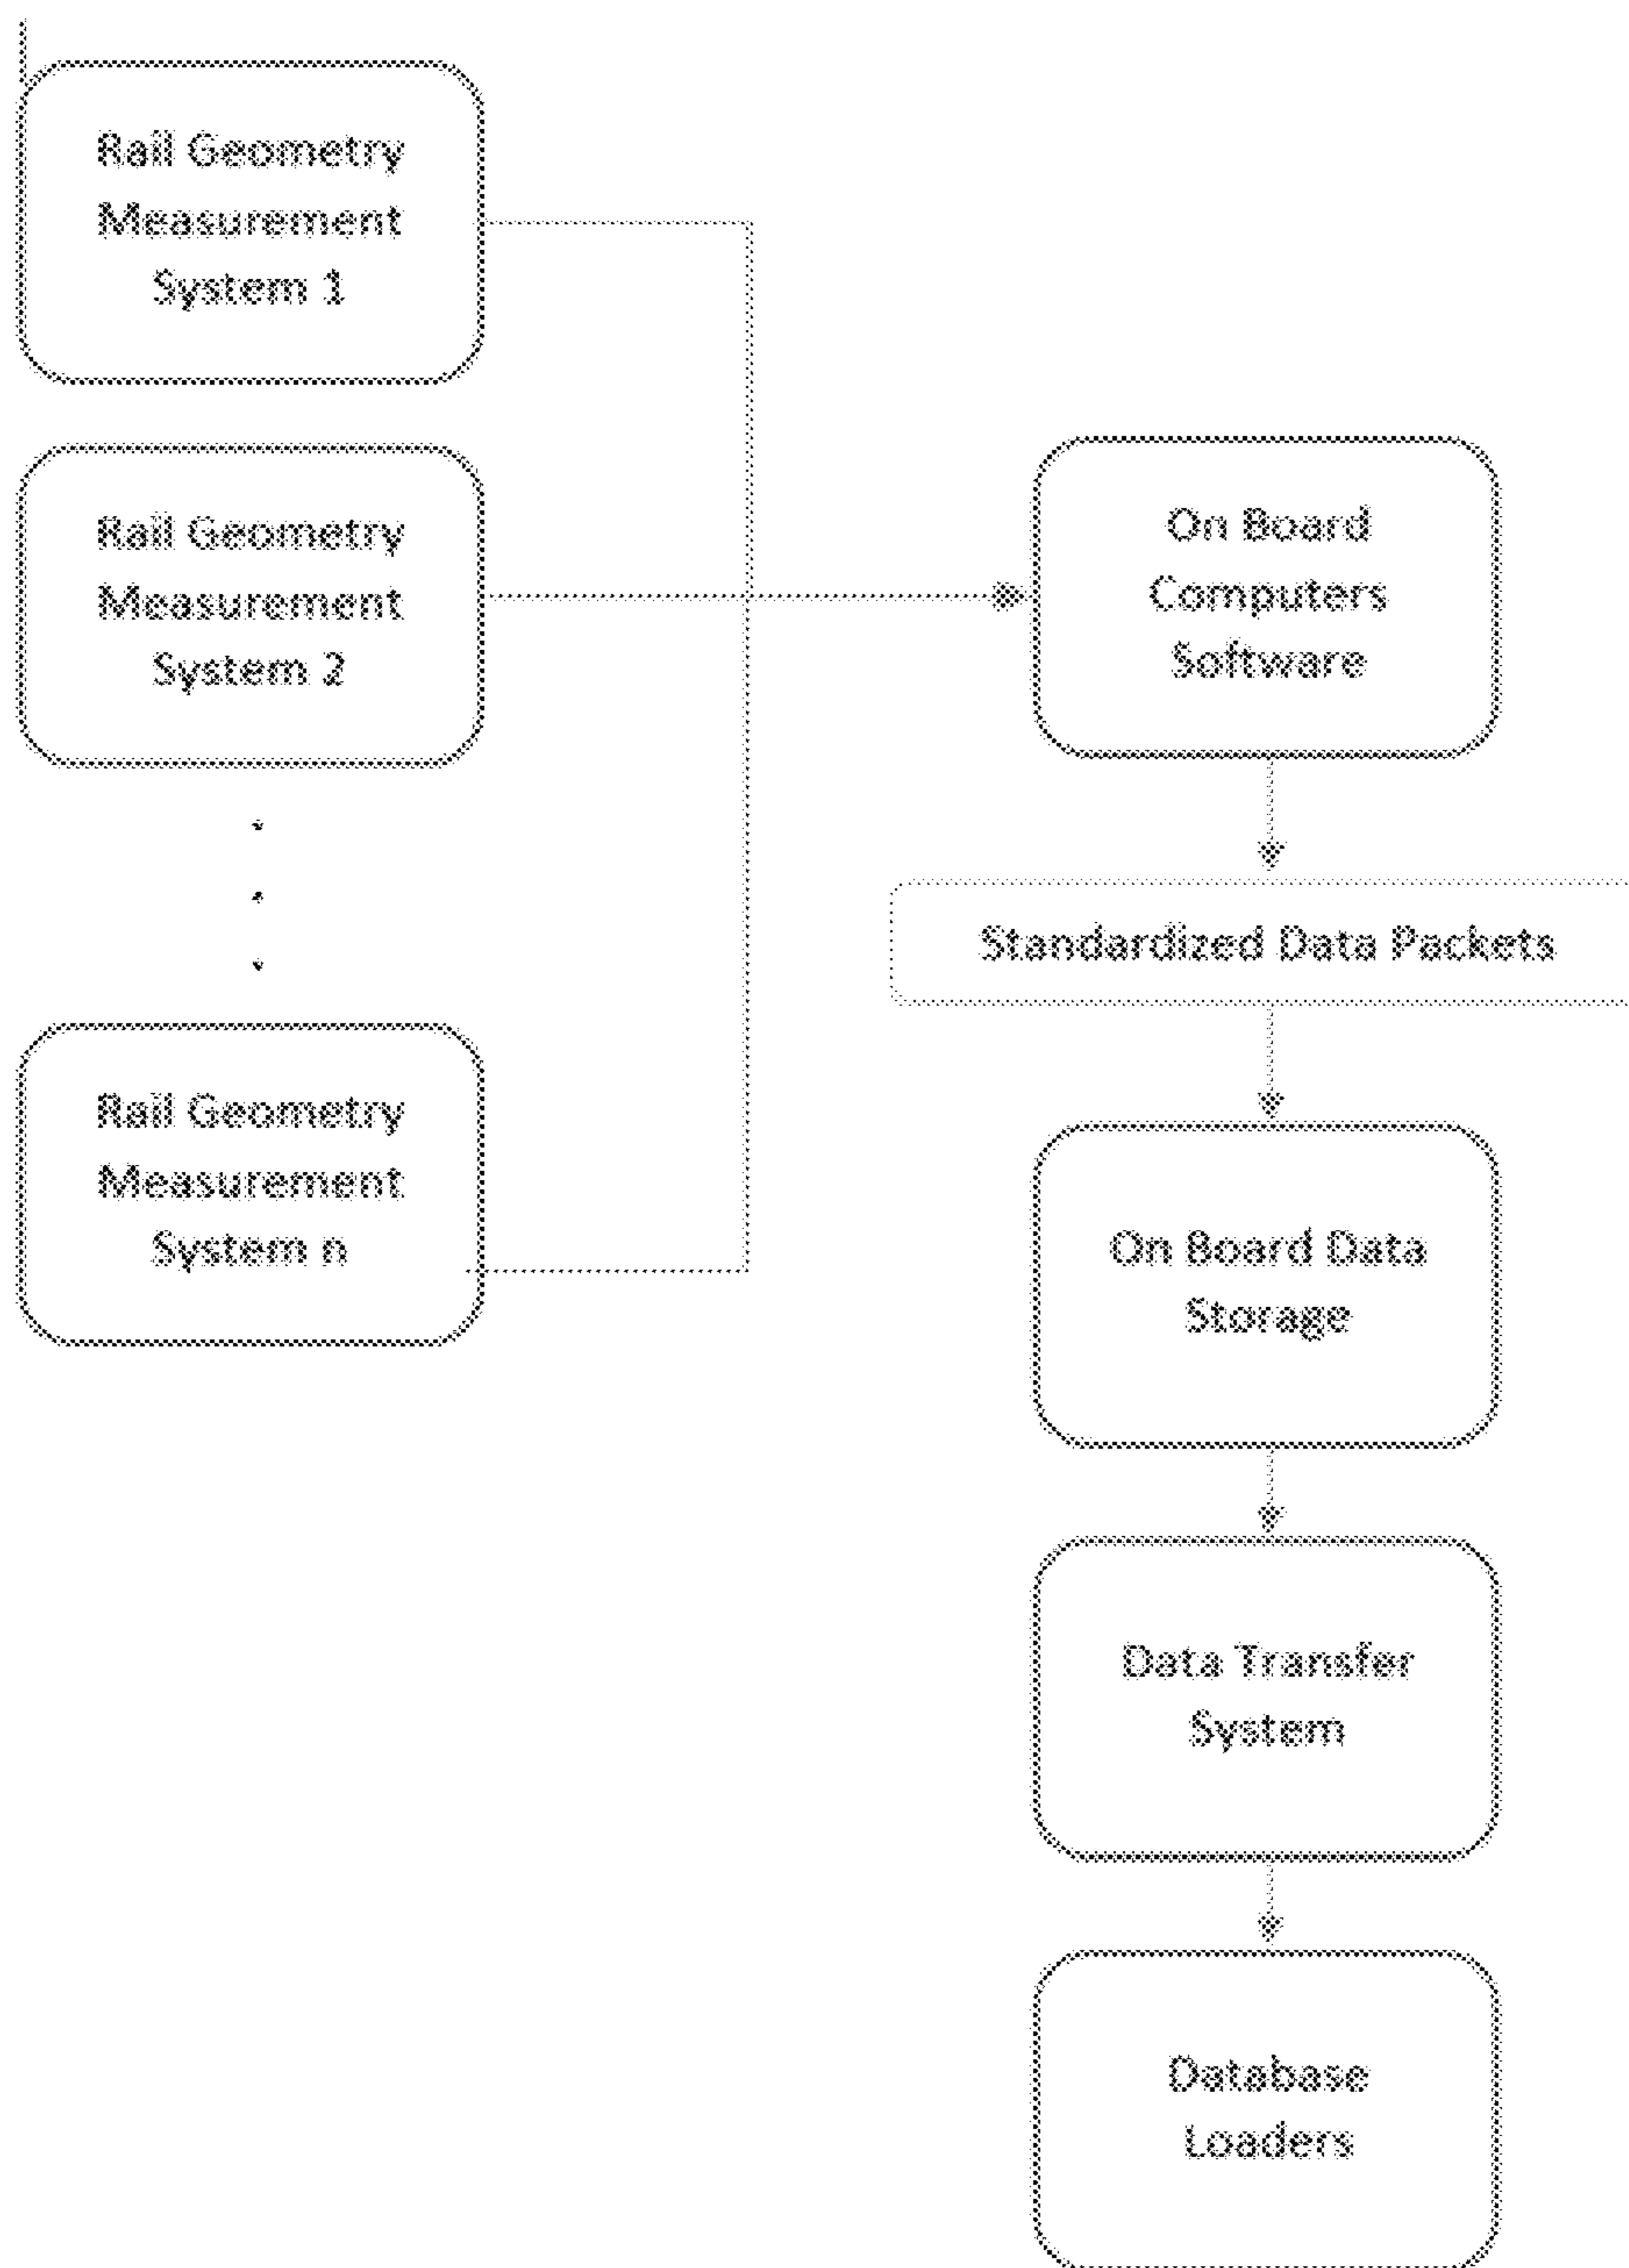 Rail Geometry
Measurement
System 1
Rail Geometry
Measurement
System 2
Rail Geometry
Measurement
System n
On Board
Computers
Software
Standardized Data Packets
On Board Data
Storage
Data Transfer
System
Database
Loaders